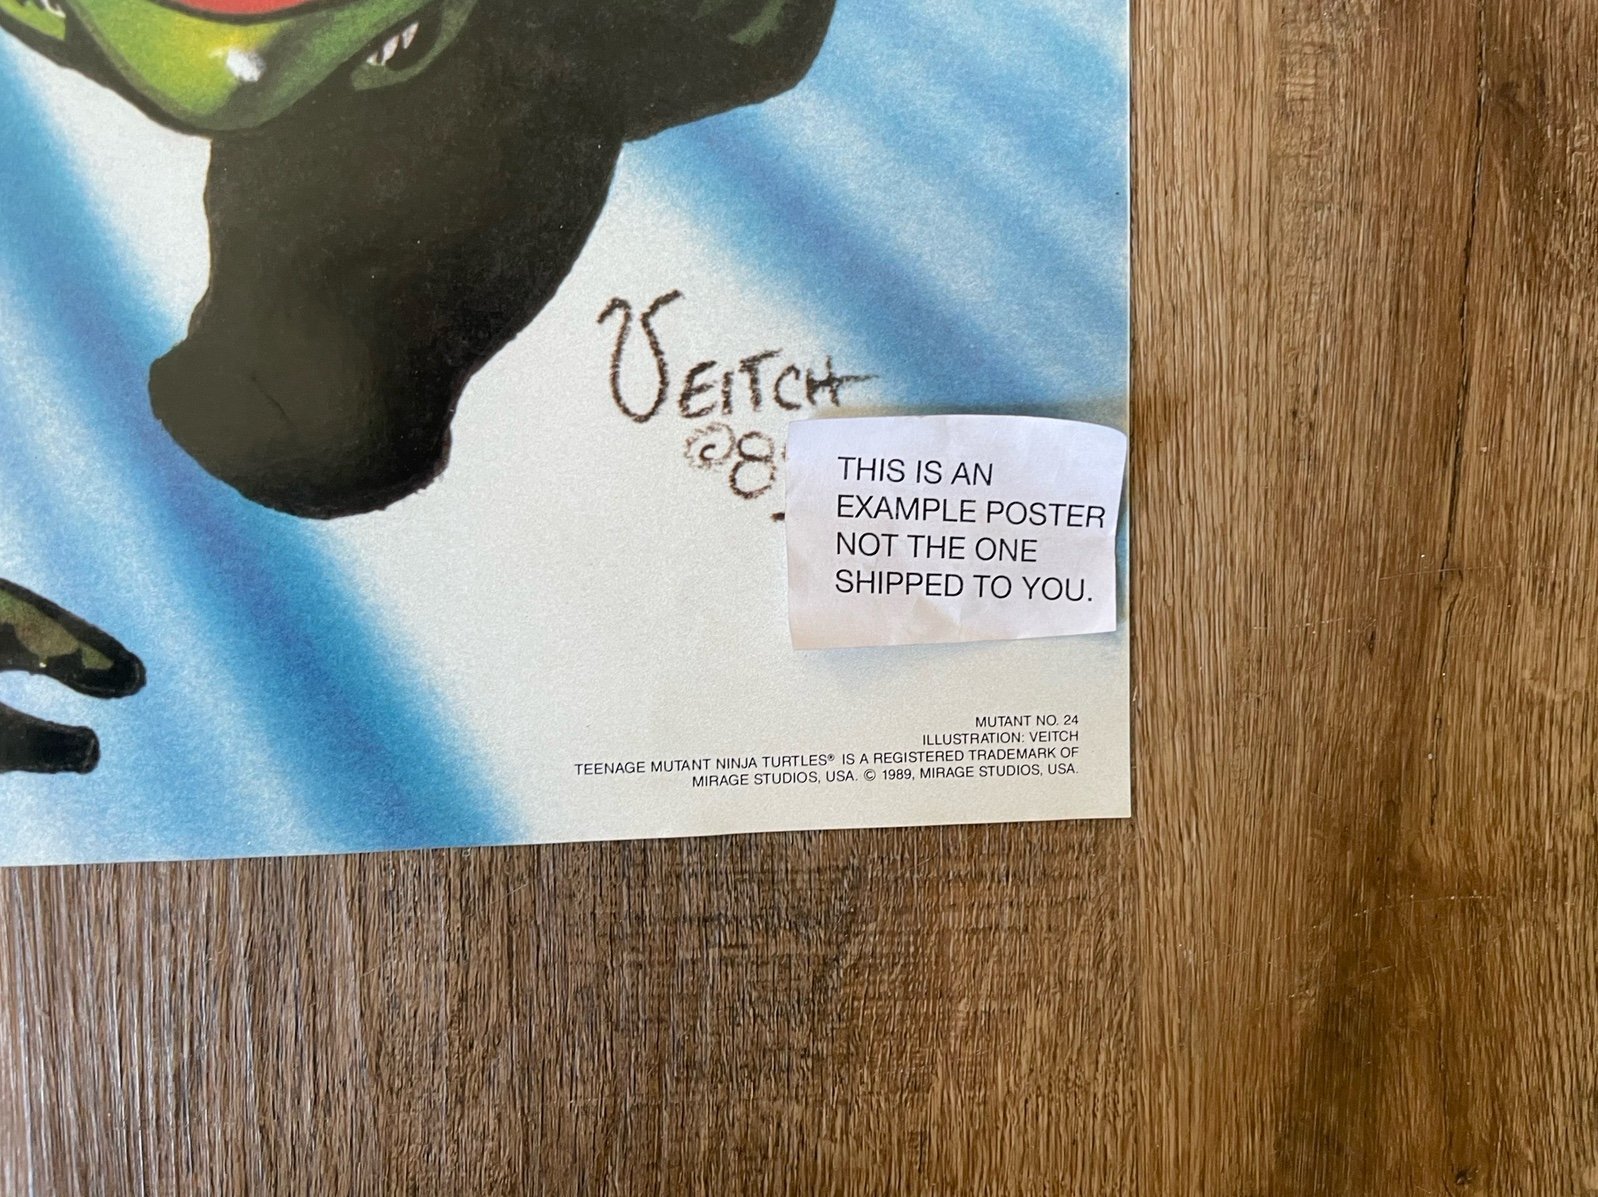 VEITCH
©8
THIS IS AN
EXAMPLE POSTER
NOT THE ONE
SHIPPED TO YOU.
MUTANT NO. 24
ILLUSTRATION: VEITCH
TEENAGE MUTANT NINJA TURTLES® IS A REGISTERED TRADEMARK OF
MIRAGE STUDIOS, USA. © 1989, MIRAGE STUDIOS, USA.